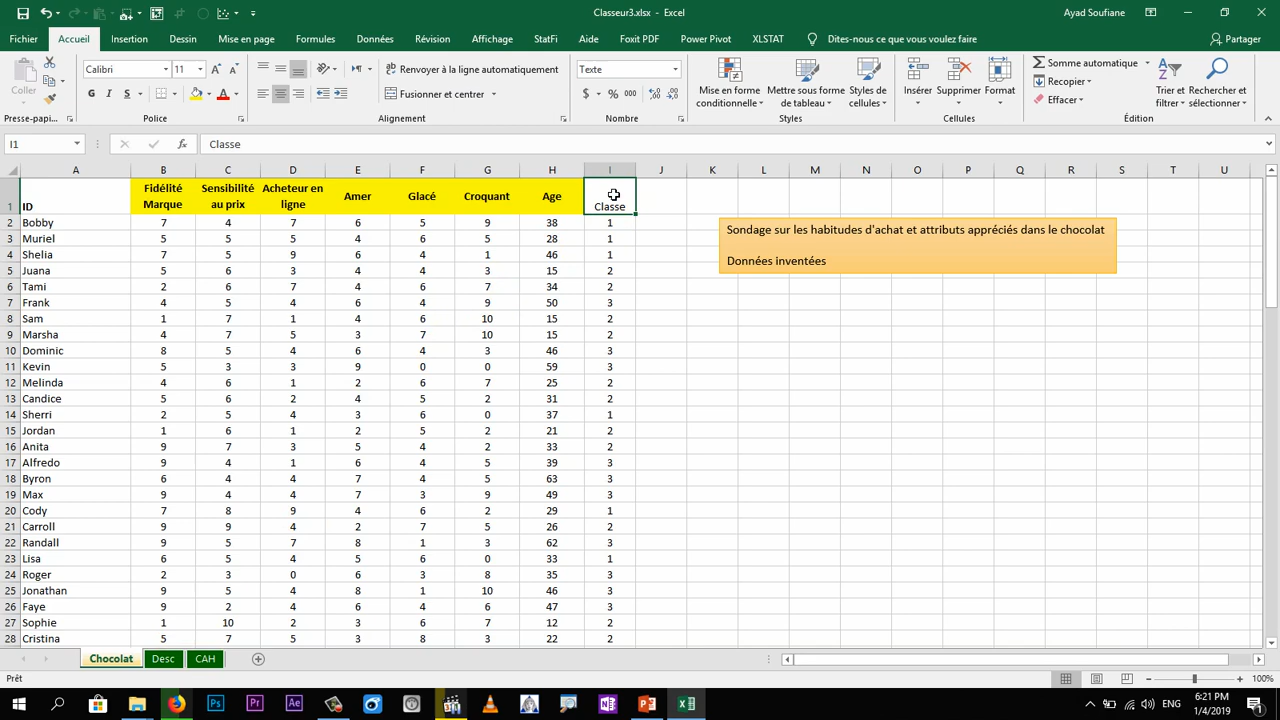 Classeur3.xlsx - Excel
Ayad Soufiane
Fichier Accueil Insertion Dessin Mise en page Formules Données Révision Affichage StatFi Aide Foxit PDF Power Pivot XLSTAT Dites-nous ce que vous voulez faire Partager
Coller
Calibri 11
G I S
Renvoyer à la ligne automatiquement
Fusionner et centrer
Texte
$ % 000
Mise en forme conditionnelle
Mettre sous forme de tableau
Styles de cellules
Insérer Supprimer Format
Somme automatique
Recopier
Effacer
Trier et filtrer
Rechercher et sélectionner
Presse-papi... Police Alignement Nombre Styles Cellules Édition
I1 fx Classe
A B C D E F G H I J K L M N O P Q R S T U
1 ID Fidélité Marque Sensibilité au prix Acheteur en ligne Amer Glacé Croquant Age Classe
2 Bobby 7 4 7 6 5 9 38 1
3 Muriel 5 5 5 4 6 5 28 1
4 Shelia 7 5 9 6 4 1 46 1
5 Juana 5 6 3 4 4 3 15 2
6 Tami 2 6 7 4 6 7 34 2
7 Frank 4 5 4 6 4 9 50 3
8 Sam 1 7 1 4 6 10 15 2
9 Marsha 4 7 5 3 7 10 15 2
10 Dominic 8 5 4 6 4 3 46 3
11 Kevin 5 3 3 9 0 0 59 3
12 Melinda 4 6 1 2 6 7 25 2
13 Candice 5 6 2 4 5 2 31 2
14 Sherri 2 5 4 3 6 0 37 1
15 Jordan 1 6 1 2 5 2 21 2
16 Anita 9 7 3 5 4 2 33 2
17 Alfredo 9 4 1 6 4 5 39 3
18 Byron 6 4 4 7 4 5 63 3
19 Max 9 4 4 7 3 9 49 3
20 Cody 7 8 9 4 6 2 29 1
21 Carroll 9 9 4 2 7 5 26 2
22 Randall 9 5 7 8 1 3 62 3
23 Lisa 6 5 4 5 6 0 33 1
24 Roger 2 3 0 6 3 8 35 3
25 Jonathan 9 5 4 8 1 10 46 3
26 Faye 9 2 4 6 4 6 47 3
27 Sophie 1 10 2 3 6 7 12 2
28 Cristina 5 7 5 3 8 3 22 2
Sondage sur les habitudes d'achat et attributs appréciés dans le chocolat
Données inventées
Chocolat Desc CAH
Prêt
100%
Ps Pr Ae
ENG
6:21 PM
1/4/2019